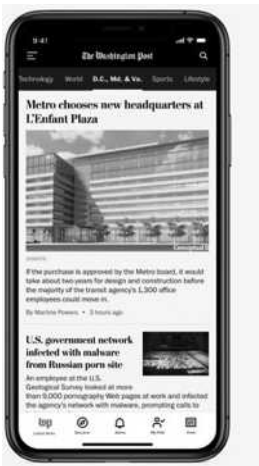 9:41
The Washington Post
Technology World D.C., Md. & Va. Sports Lifestyle
Metro chooses new headquarters at
L'Enfant Plaza
If the purchase is approved by the Metro board, it would
take about two years for design and construction before
the majority of the transit agency's 1,300 office
employees could move in.
By Martine Powers • 3 hours ago
U.S. government network
infected with malware
from Russian porn site
An employee at the U.S.
Geological Survey looked at more
than 9,000 pornography Web pages at work and infected
the agency's network with malware, prompting calls to